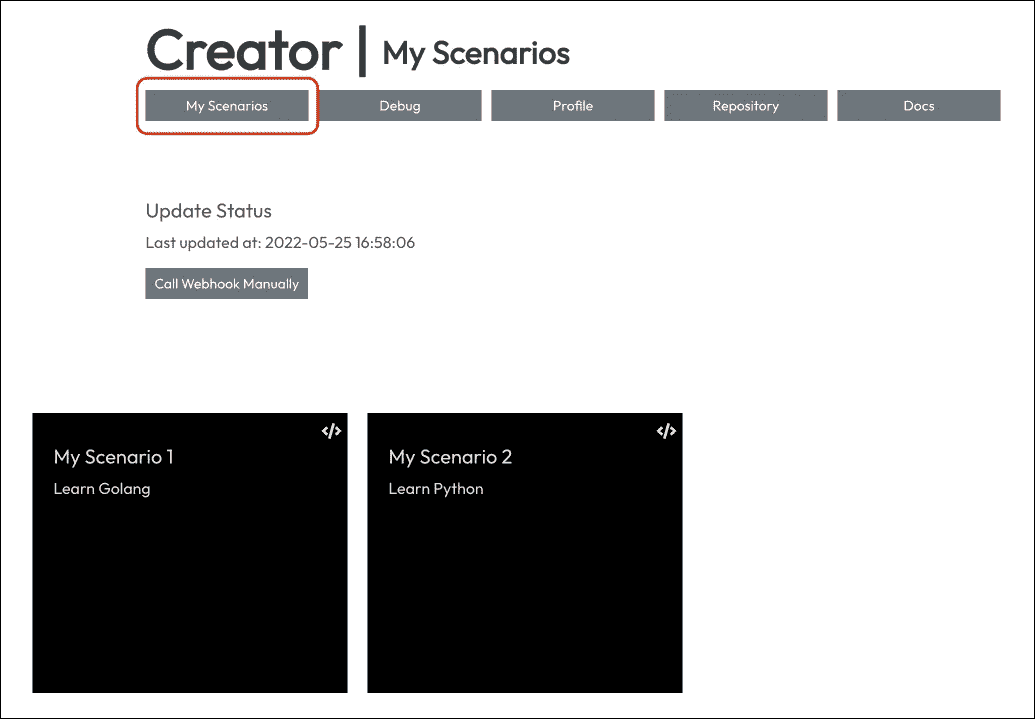 Creator | My Scenarios
My Scenarios Debug Profile Repository Docs
Update Status
Last updated at: 2022-05-25 16:58:06
Call Webhook Manually
</> </>
My Scenario 1 My Scenario 2
Learn Golang Learn Python